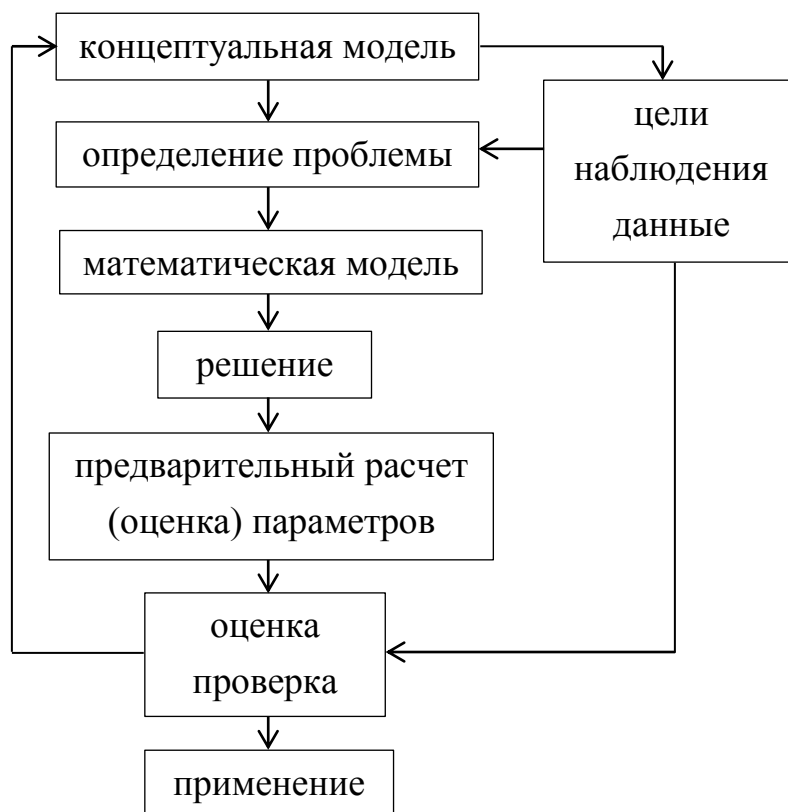 концептуальная модель
определение проблемы
цели
наблюдения
данные
математическая модель
решение
предварительный расчет
(оценка) параметров
оценка
проверка
применение